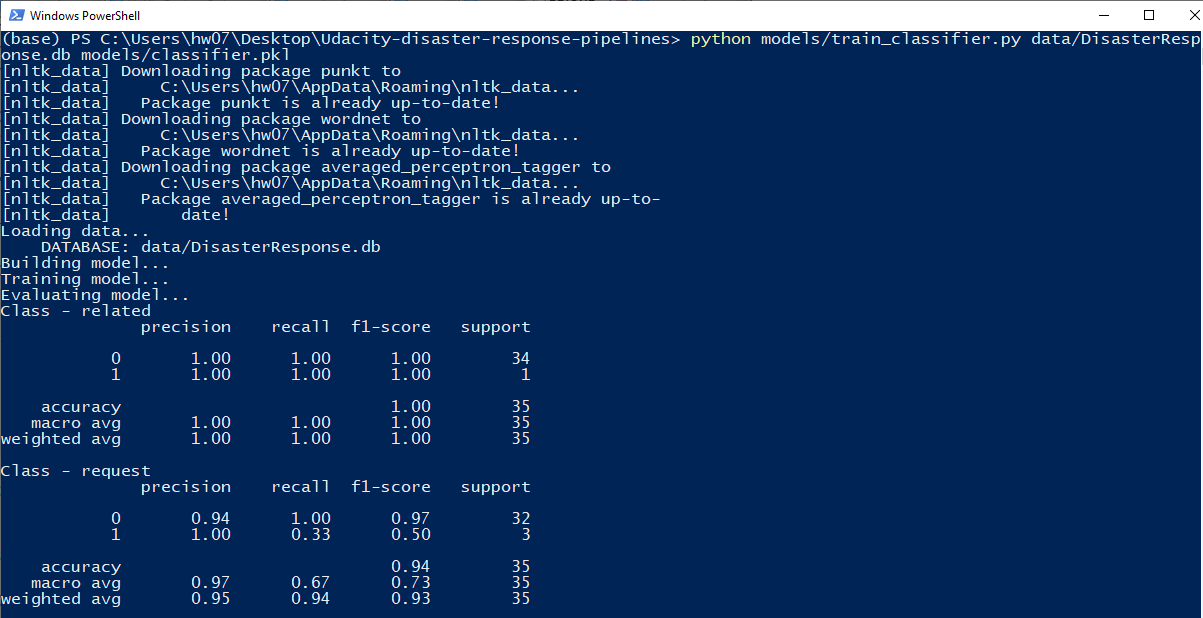 Windows PowerShell
(base) PS C:\Users\hw07\Desktop\Udacity-disaster-response-pipelines> python models/train_classifier.py data/DisasterResp
onse.db models/classifier.pkl
[nltk_data] Downloading package punkt to
[nltk_data]     C:\Users\hw07\AppData\Roaming\nltk_data...
[nltk_data]   Package punkt is already up-to-date!
[nltk_data] Downloading package wordnet to
[nltk_data]     C:\Users\hw07\AppData\Roaming\nltk_data...
[nltk_data]   Package wordnet is already up-to-date!
[nltk_data] Downloading package averaged_perceptron_tagger to
[nltk_data]     C:\Users\hw07\AppData\Roaming\nltk_data...
[nltk_data]   Package averaged_perceptron_tagger is already up-to-
[nltk_data]       date!
Loading data...
    DATABASE: data/DisasterResponse.db
Building model...
Training model...
Evaluating model...
Class - related
              precision    recall  f1-score   support
           0       1.00      1.00      1.00        34
           1       1.00      1.00      1.00         1
    accuracy                           1.00        35
   macro avg       1.00      1.00      1.00        35
weighted avg       1.00      1.00      1.00        35
Class - request
              precision    recall  f1-score   support
           0       0.94      1.00      0.97        32
           1       1.00      0.33      0.50         3
    accuracy                           0.94        35
   macro avg       0.97      0.67      0.73        35
weighted avg       0.95      0.94      0.93        35